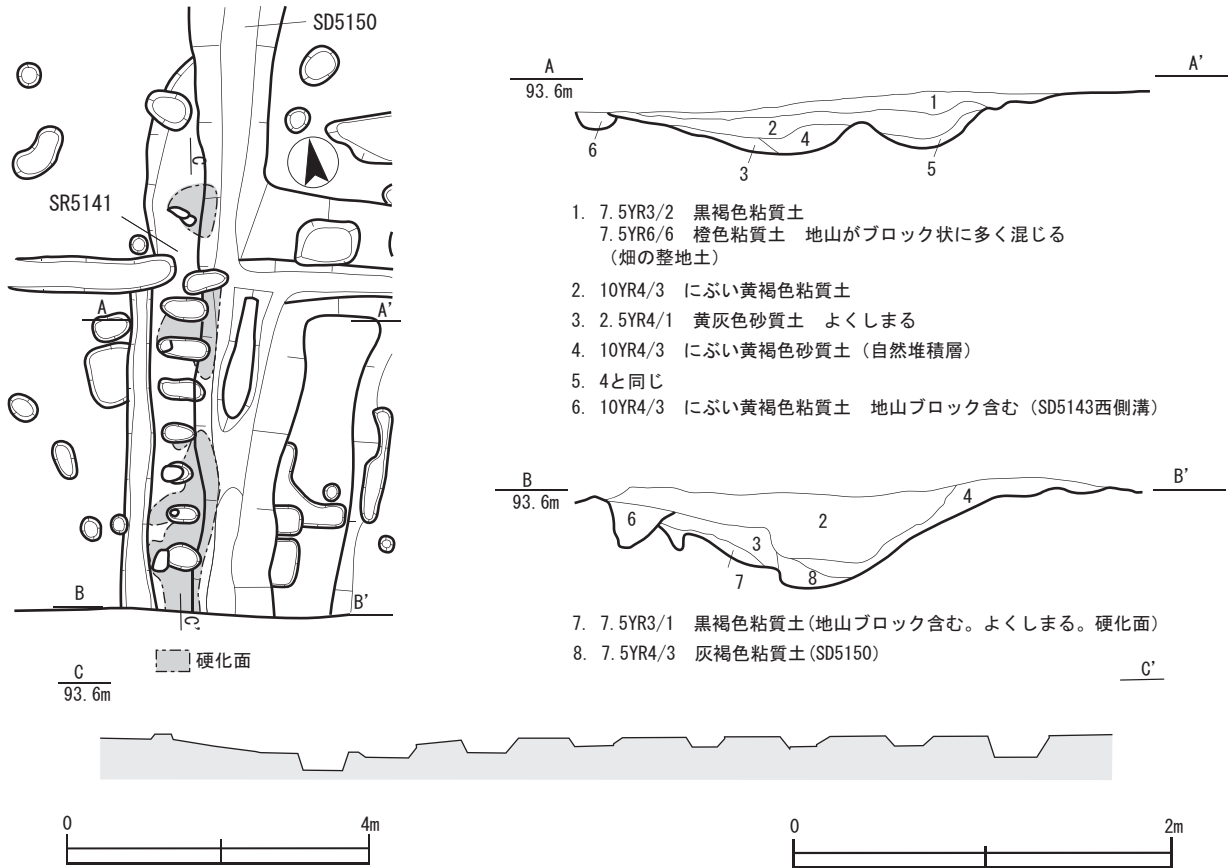 SD5150
SR5141
C
A
A'
B
B'
C'
硬化面
A
93.6m
A'
1
2
4
6
3
5
1. 7.5YR3/2 黒褐色粘質土
7.5YR6/6 橙色粘質土 地山がブロック状に多く混じる
（畑の整地土）
2. 10YR4/3 にぶい黄褐色粘質土
3. 2.5Y4/1 黄灰色砂質土 よくしまる
4. 10YR4/3 にぶい黄褐色砂質土（自然堆積層）
5. 4と同じ
6. 10YR4/3 にぶい黄褐色粘質土 地山ブロック含む（SD5143西側溝）
B
93.6m
B'
4
6
2
3
7
8
7. 7.5YR3/1 黒褐色粘質土(地山ブロック含む。よくしまる。硬化面)
8. 7.5YR4/3 灰褐色粘質土(SD5150)
C
93.6m
C'
0 4m
0 2m